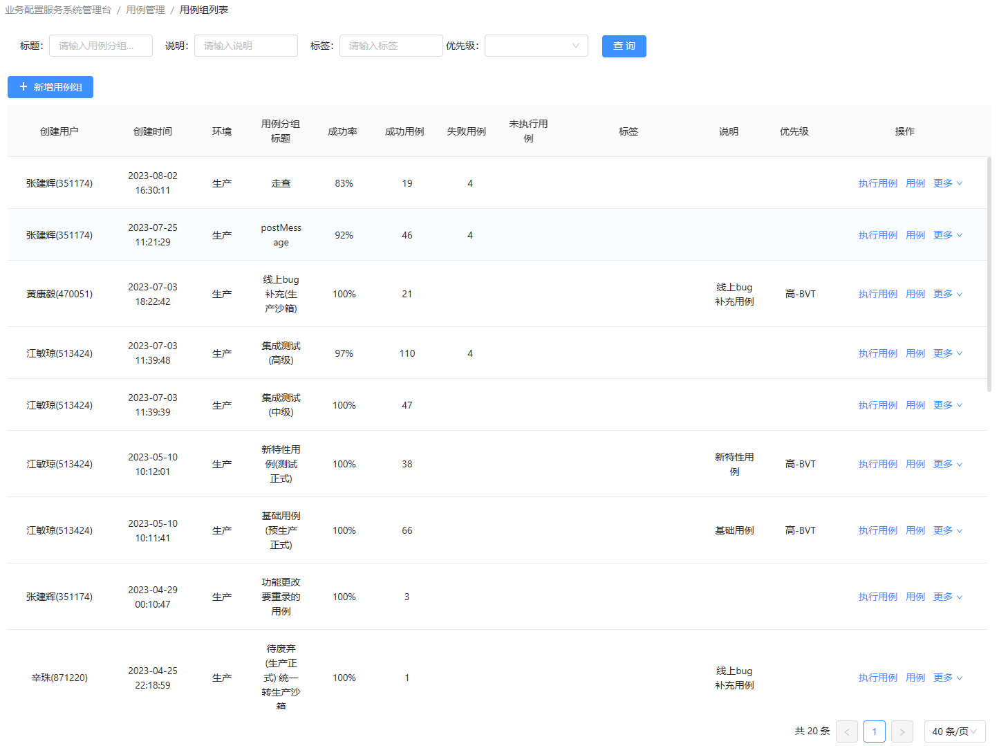 业务配置服务系统管理台 / 用例管理 / 用例组列表
标题: 请输入用例分组... 说明: 请输入说明 标签: 请输入标签 优先级: 查 询
+ 新增用例组
创建用户 创建时间 环境 用例分组 成功率 成功用例 失败用例 未执行用 标签 说明 优先级 操作
标题 例
张建辉(351174) 2023-08-02 生产 走查 83% 19 4 执行用例 用例 更多
16:30:11
张建辉(351174) 2023-07-25 生产 postMess 92% 46 4 执行用例 用例 更多
11:21:29 age
黄康毅(470051) 2023-07-03 生产 线上bug 100% 21 线上bug 高-BVT 执行用例 用例 更多
18:22:42 补充(生 补充用例
产沙箱)
江敏琼(513424) 2023-07-03 生产 集成测试 97% 110 4 执行用例 用例 更多
11:39:48 (高级)
江敏琼(513424) 2023-07-03 生产 集成测试 100% 47 执行用例 用例 更多
11:39:39 (中级)
江敏琼(513424) 2023-05-10 生产 新特性用 100% 38 新特性用 高-BVT 执行用例 用例 更多
10:12:01 例(测试 例
正式)
江敏琼(513424) 2023-05-10 生产 基础用例 100% 66 基础用例 高-BVT 执行用例 用例 更多
10:11:41 (预生产
正式)
张建辉(351174) 2023-04-29 生产 功能更改 100% 3 执行用例 用例 更多
00:10:47 要重录的
用例
辛珠(871220) 2023-04-25 生产 待废弃 100% 1 线上bug 执行用例 用例 更多
22:18:59 (生产正 补充用例
式) 统一
转生产沙
箱
共 20 条 < 1 > 40 条/页